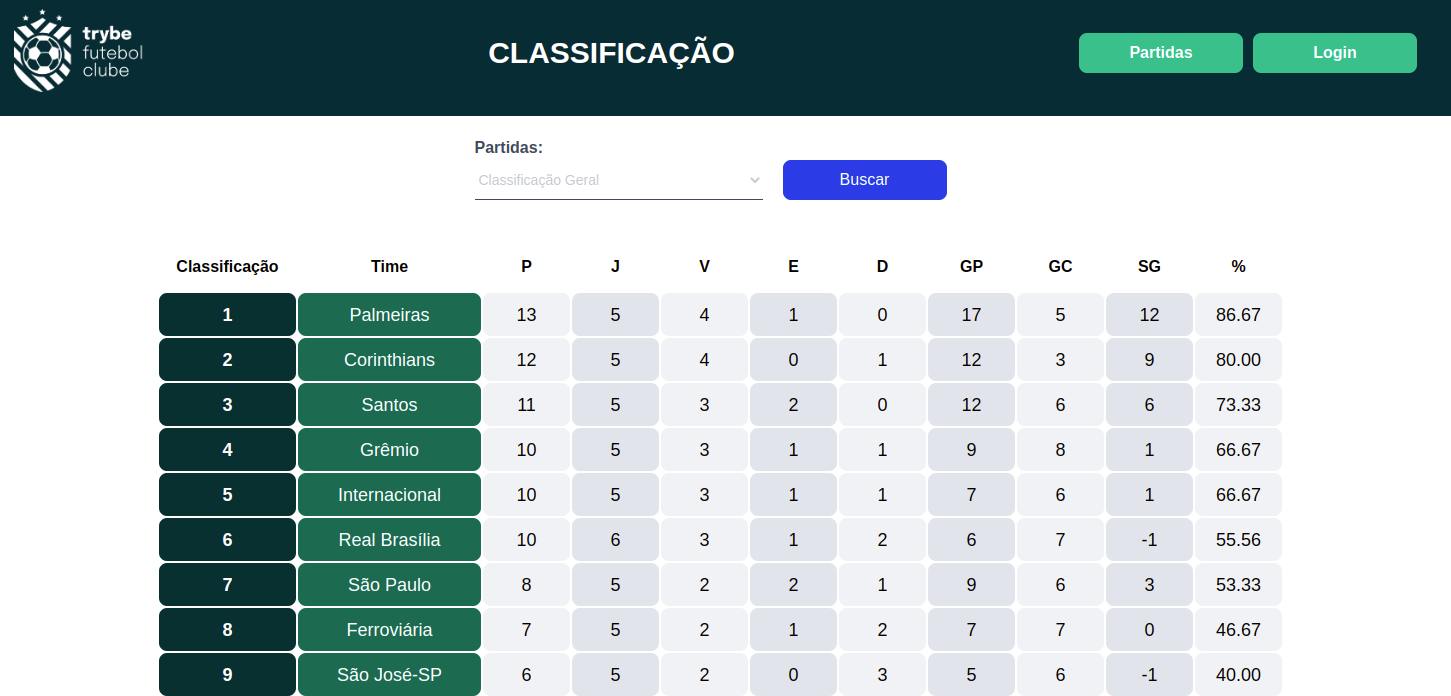 trybe
futebol
clube
CLASSIFICAÇÃO
Partidas
Login
Partidas:
Classificação Geral
Buscar
Classificação Time P J V E D GP GC SG %
1 Palmeiras 13 5 4 1 0 17 5 12 86.67
2 Corinthians 12 5 4 0 1 12 3 9 80.00
3 Santos 11 5 3 2 0 12 6 6 73.33
4 Grêmio 10 5 3 1 1 9 8 1 66.67
5 Internacional 10 5 3 1 1 7 6 1 66.67
6 Real Brasília 10 6 3 1 2 6 7 -1 55.56
7 São Paulo 8 5 2 2 1 9 6 3 53.33
8 Ferroviária 7 5 2 1 2 7 7 0 46.67
9 São José-SP 6 5 2 0 3 5 6 -1 40.00